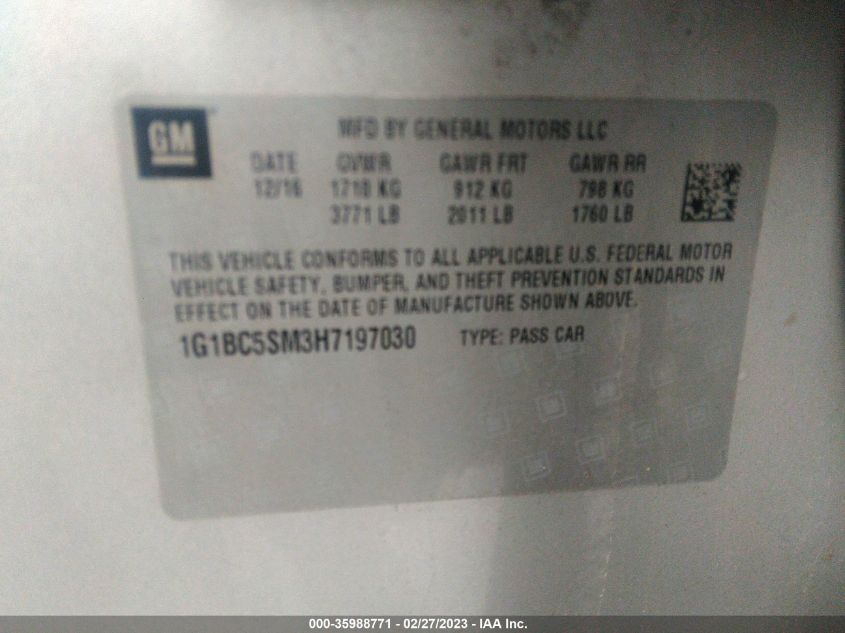 GM
MFD BY GENERAL MOTORS LLC
DATE GVWR GAWR FRT GAWR RR
12/16 1710 KG 912 KG 798 KG
3771 LB 2011 LB 1760 LB
THIS VEHICLE CONFORMS TO ALL APPLICABLE U.S. FEDERAL MOTOR
VEHICLE SAFETY, BUMPER, AND THEFT PREVENTION STANDARDS IN
EFFECT ON THE DATE OF MANUFACTURE SHOWN ABOVE.
1G1BC5SM3H7197030 TYPE: PASS CAR
000-35988771 - 02/27/2023 - IAA Inc.